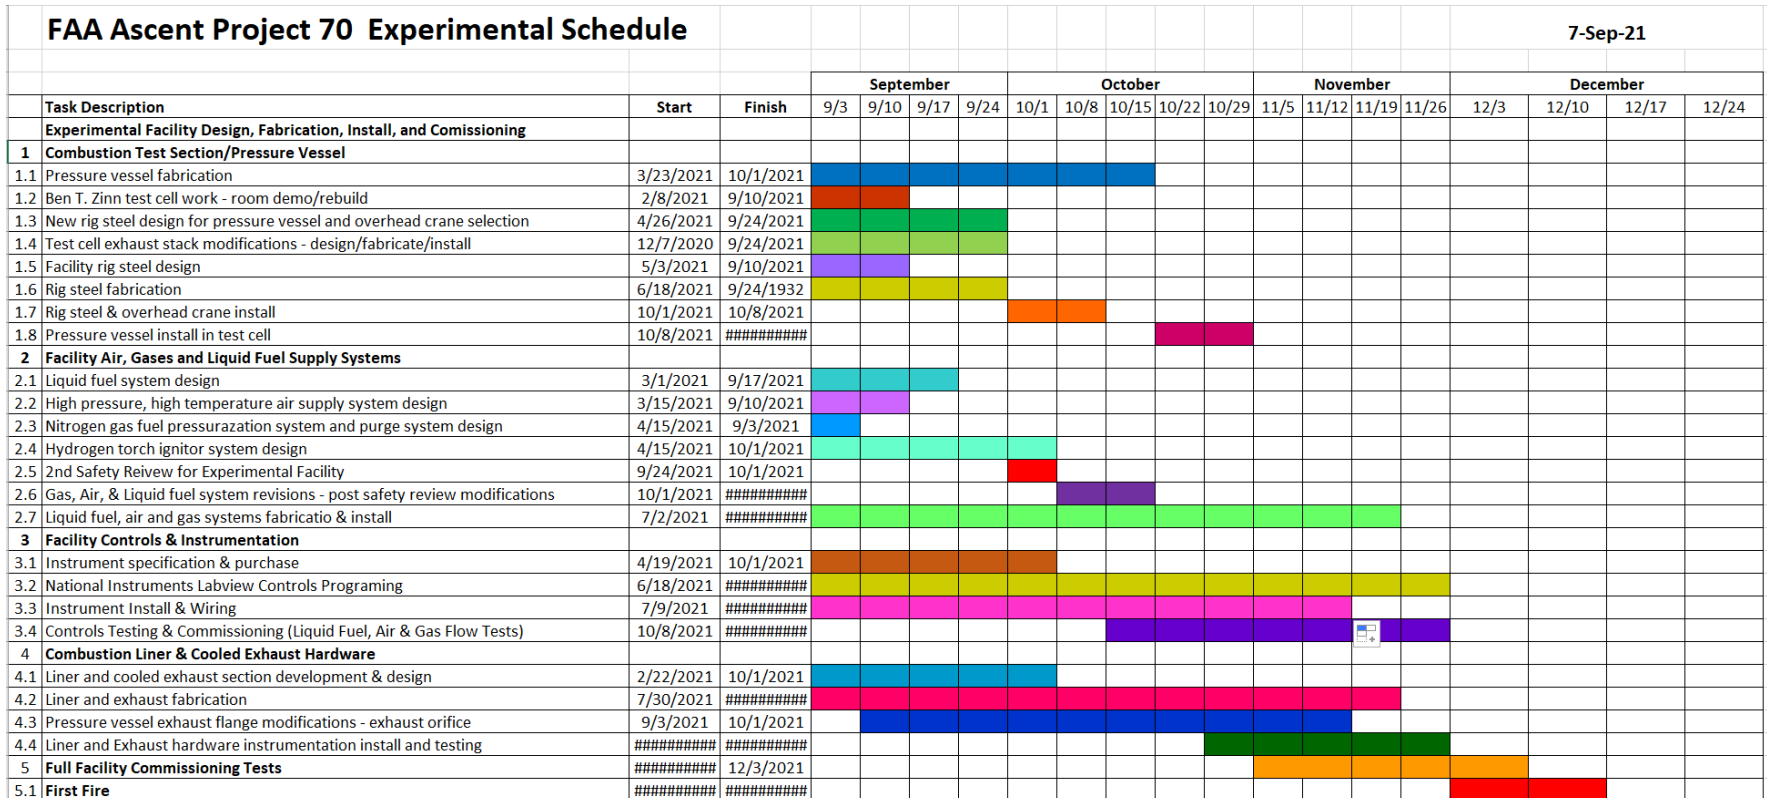 FAA Ascent Project 70 Experimental Schedule 7-Sep-21
September October November December
Task Description Start Finish 9/3 9/10 9/17 9/24 10/1 10/8 10/15 10/22 10/29 11/5 11/12 11/19 11/26 12/3 12/10 12/17 12/24
Experimental Facility Design, Fabrication, Install, and Comissioning
1 Combustion Test Section/Pressure Vessel
1.1 Pressure vessel fabrication 3/23/2021 10/1/2021
1.2 Ben T. Zinn test cell work - room demo/rebuild 2/8/2021 9/10/2021
1.3 New rig steel design for pressure vessel and overhead crane selection 4/26/2021 9/24/2021
1.4 Test cell exhaust stack modifications - design/fabricate/install 12/7/2020 9/24/2021
1.5 Facility rig steel design 5/3/2021 9/10/2021
1.6 Rig steel fabrication 6/18/2021 9/24/1932
1.7 Rig steel & overhead crane install 10/1/2021 10/8/2021
1.8 Pressure vessel install in test cell 10/8/2021 ##########
2 Facility Air, Gases and Liquid Fuel Supply Systems
2.1 Liquid fuel system design 3/1/2021 9/17/2021
2.2 High pressure, high temperature air supply system design 3/15/2021 9/10/2021
2.3 Nitrogen gas fuel pressurazation system and purge system design 4/15/2021 9/3/2021
2.4 Hydrogen torch ignitor system design 4/15/2021 10/1/2021
2.5 2nd Safety Reivew for Experimental Facility 9/24/2021 10/1/2021
2.6 Gas, Air, & Liquid fuel system revisions - post safety review modifications 10/1/2021 ##########
2.7 Liquid fuel, air and gas systems fabricatio & install 7/2/2021 ##########
3 Facility Controls & Instrumentation
3.1 Instrument specification & purchase 4/19/2021 10/1/2021
3.2 National Instruments Labview Controls Programing 6/18/2021 ##########
3.3 Instrument Install & Wiring 7/9/2021 ##########
3.4 Controls Testing & Commissioning (Liquid Fuel, Air & Gas Flow Tests) 10/8/2021 ##########
4 Combustion Liner & Cooled Exhaust Hardware
4.1 Liner and cooled exhaust section development & design 2/22/2021 10/1/2021
4.2 Liner and exhaust fabrication 7/30/2021 ##########
4.3 Pressure vessel exhaust flange modifications - exhaust orifice 9/3/2021 10/1/2021
4.4 Liner and Exhaust hardware instrumentation install and testing ########## ##########
5 Full Facility Commissioning Tests ########## 12/3/2021
5.1 First Fire ########## ##########